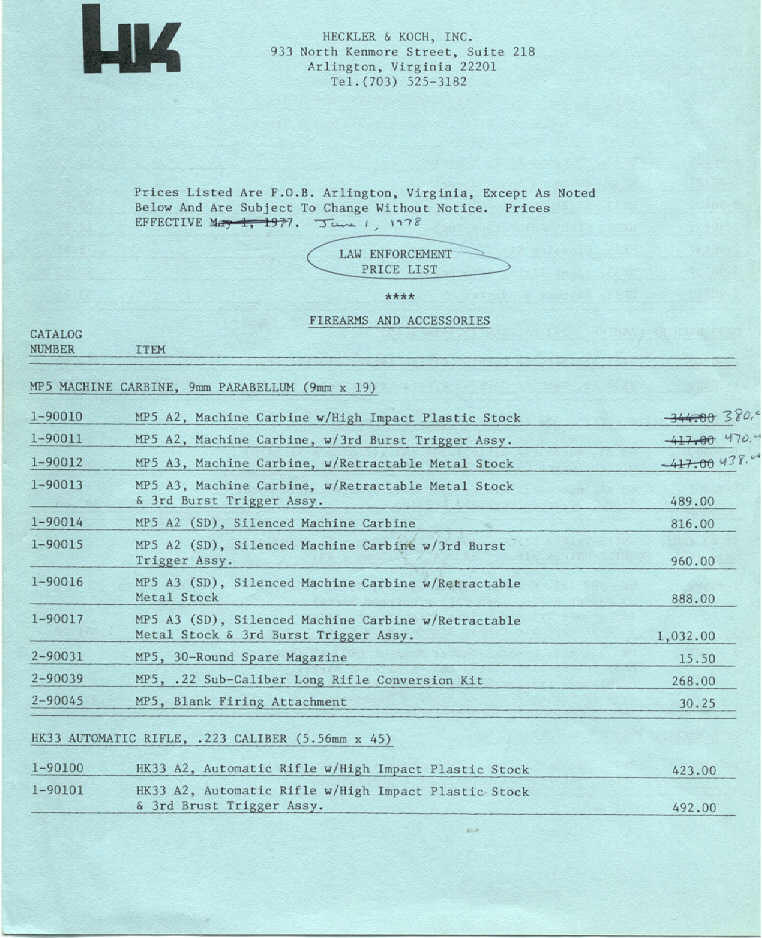 HK
HECKLER & KOCH, INC.
933 North Kenmore Street, Suite 218
Arlington, Virginia 22201
Tel.(703) 525-3182
Prices Listed Are F.O.B. Arlington, Virginia, Except As Noted
Below And Are Subject To Change Without Notice. Prices
EFFECTIVE May 1, 1977. June 1, 1978
LAW ENFORCEMENT
PRICE LIST
****
FIREARMS AND ACCESSORIES
CATALOG
NUMBER ITEM
MP5 MACHINE CARBINE, 9mm PARABELLUM (9mm x 19)
1-90010 MP5 A2, Machine Carbine w/High Impact Plastic Stock 344.00 380.
1-90011 MP5 A2, Machine Carbine, w/3rd Burst Trigger Assy. 417.00 470.
1-90012 MP5 A3, Machine Carbine, w/Retractable Metal Stock 417.00 438.
1-90013 MP5 A3, Machine Carbine, w/Retractable Metal Stock
& 3rd Burst Trigger Assy. 489.00
1-90014 MP5 A2 (SD), Silenced Machine Carbine 816.00
1-90015 MP5 A2 (SD), Silenced Machine Carbine w/3rd Burst
Trigger Assy. 960.00
1-90016 MP5 A3 (SD), Silenced Machine Carbine w/Retractable
Metal Stock 888.00
1-90017 MP5 A3 (SD), Silenced Machine Carbine w/Retractable
Metal Stock & 3rd Burst Trigger Assy. 1,032.00
2-90031 MP5, 30-Round Spare Magazine 15.50
2-90039 MP5, .22 Sub-Caliber Long Rifle Conversion Kit 268.00
2-90045 MP5, Blank Firing Attachment 30.25
HK33 AUTOMATIC RIFLE, .223 CALIBER (5.56mm x 45)
1-90100 HK33 A2, Automatic Rifle w/High Impact Plastic Stock 423.00
1-90101 HK33 A2, Automatic Rifle w/High Impact Plastic Stock
& 3rd Brust Trigger Assy. 492.00